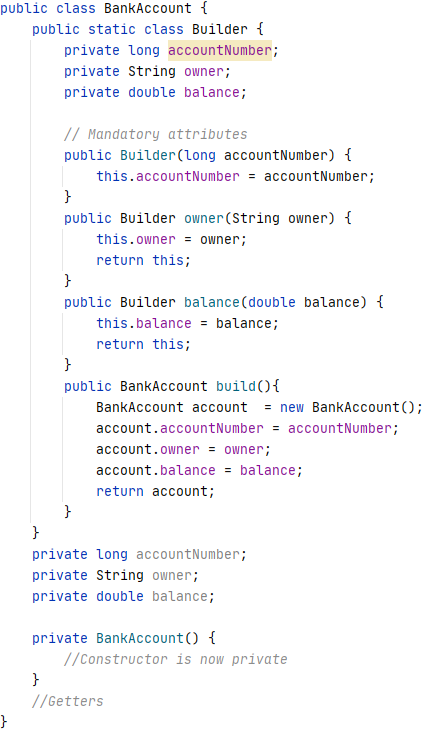 public class BankAccount {
    public static class Builder {
        private long accountNumber;
        private String owner;
        private double balance;

        // Mandatory attributes
        public Builder(long accountNumber) {
            this.accountNumber = accountNumber;
        }
        public Builder owner(String owner) {
            this.owner = owner;
            return this;
        }
        public Builder balance(double balance) {
            this.balance = balance;
            return this;
        }
        public BankAccount build(){
            BankAccount account  = new BankAccount();
            account.accountNumber = accountNumber;
            account.owner = owner;
            account.balance = balance;
            return account;
        }
    }
    private long accountNumber;
    private String owner;
    private double balance;

    private BankAccount() {
        //Constructor is now private
    }
    //Getters
}